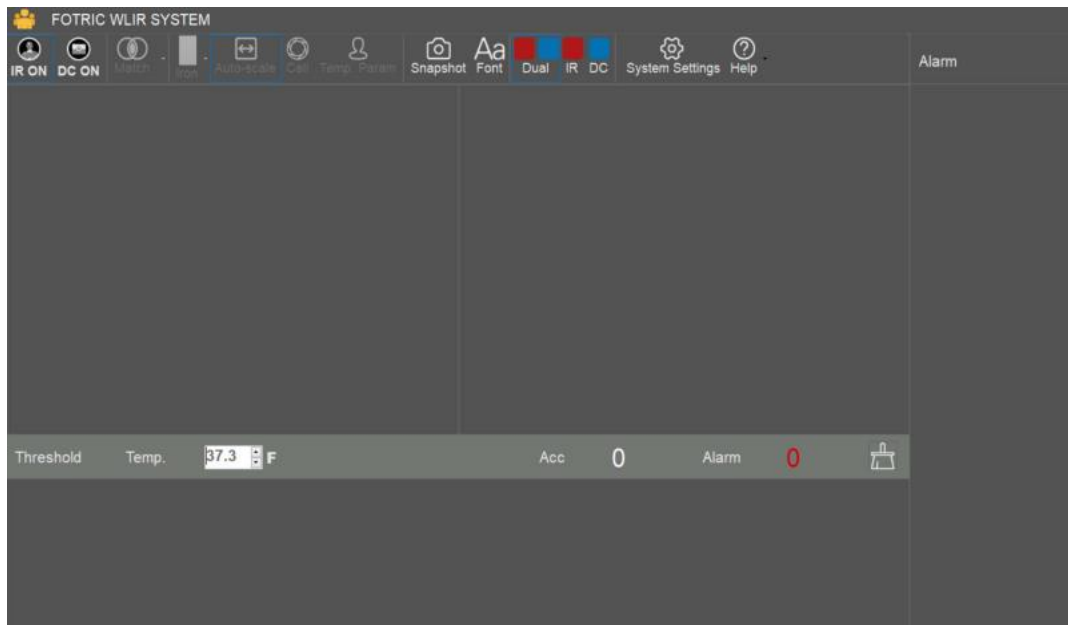 FOTRIC WLIR SYSTEM
IR ON DC ON Match Iron Auto-scale Cell Temp. Param Snapshot Aa Font Dual IR DC System Settings ? Help
Alarm
Threshold Temp. 37.3 F Acc 0 Alarm 0